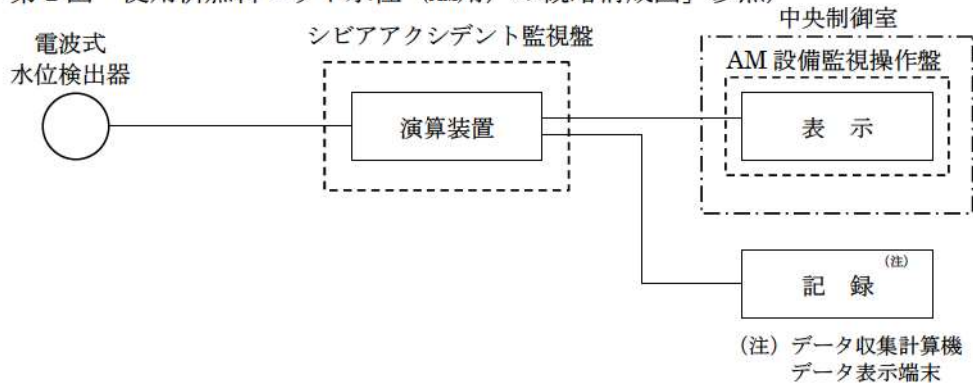 中央制御室
シビアアクシデント監視盤
電波式
水位検出器
AM 設備監視操作盤
演算装置
表 示
記 録
(注)
(注) データ収集計算機
データ表示端末